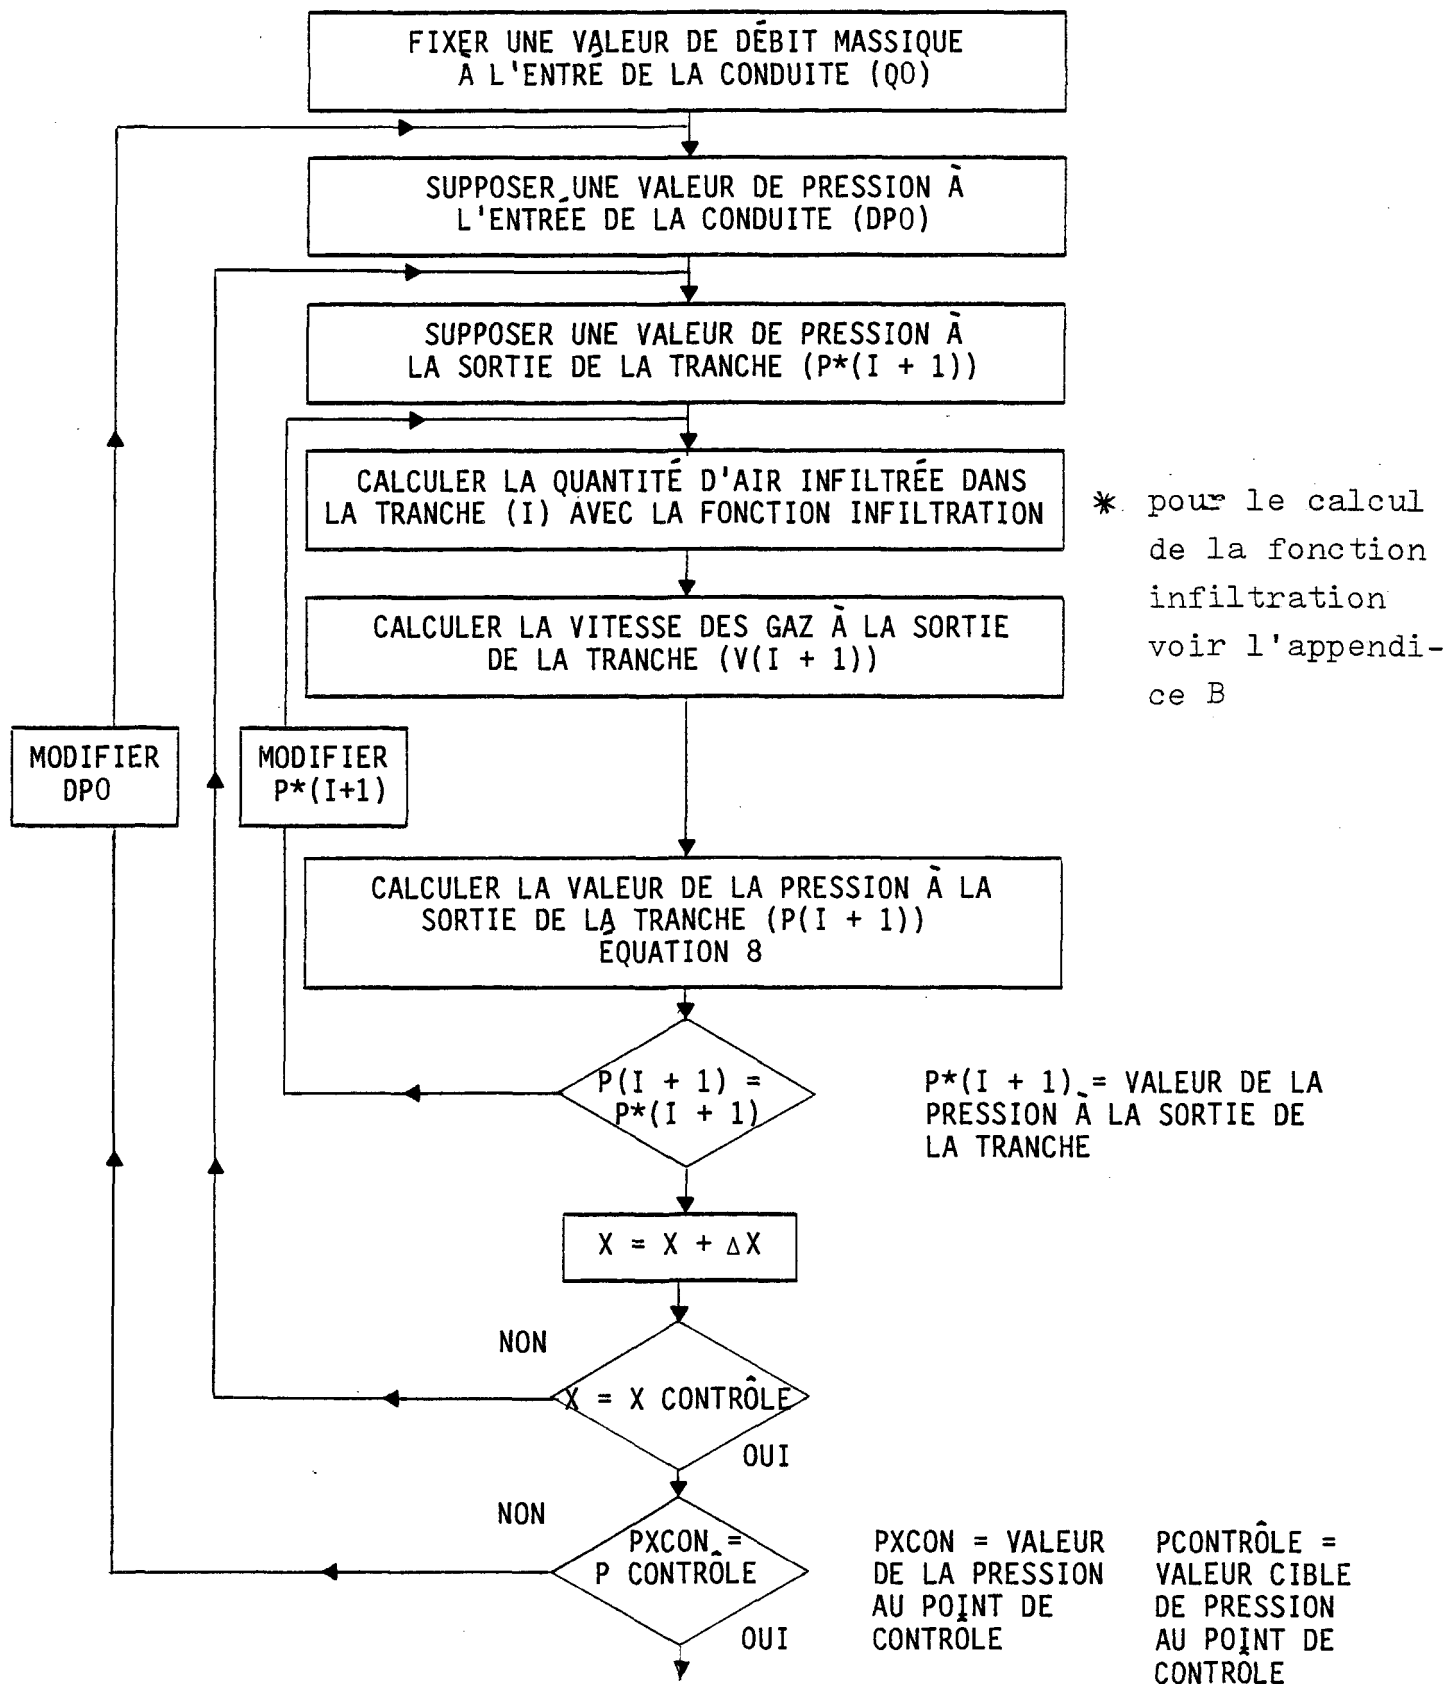 FIXER UNE VALEUR DE DÉBIT MASSIQUE
À L'ENTRÉ DE LA CONDUITE (QO)
SUPPOSER UNE VALEUR DE PRESSION À
L'ENTRÉE DE LA CONDUITE (DPO)
SUPPOSER UNE VALEUR DE PRESSION À
LA SORTIE DE LA TRANCHE (P*(I + 1))
CALCULER LA QUANTITÉ D'AIR INFILTRÉE DANS
LA TRANCHE (I) AVEC LA FONCTION INFILTRATION
* pour le calcul
de la fonction
infiltration
voir l'appendi-
ce B
CALCULER LA VITESSE DES GAZ À LA SORTIE
DE LA TRANCHE (V(I + 1))
MODIFIER
DPO
MODIFIER
P*(I+1)
CALCULER LA VALEUR DE LA PRESSION À LA
SORTIE DE LA TRANCHE (P(I + 1))
ÉQUATION 8
P(I + 1) =
P*(I + 1)
P*(I + 1) = VALEUR DE LA
PRESSION À LA SORTIE DE
LA TRANCHE
X = X + ΔX
NON
X = X CONTRÔLE
OUI
NON
PXCON =
P CONTRÔLE
OUI
PXCON = VALEUR
DE LA PRESSION
AU POINT DE
CONTRÔLE
PCONTRÔLE =
VALEUR CIBLE
DE PRESSION
AU POINT DE
CONTRÔLE